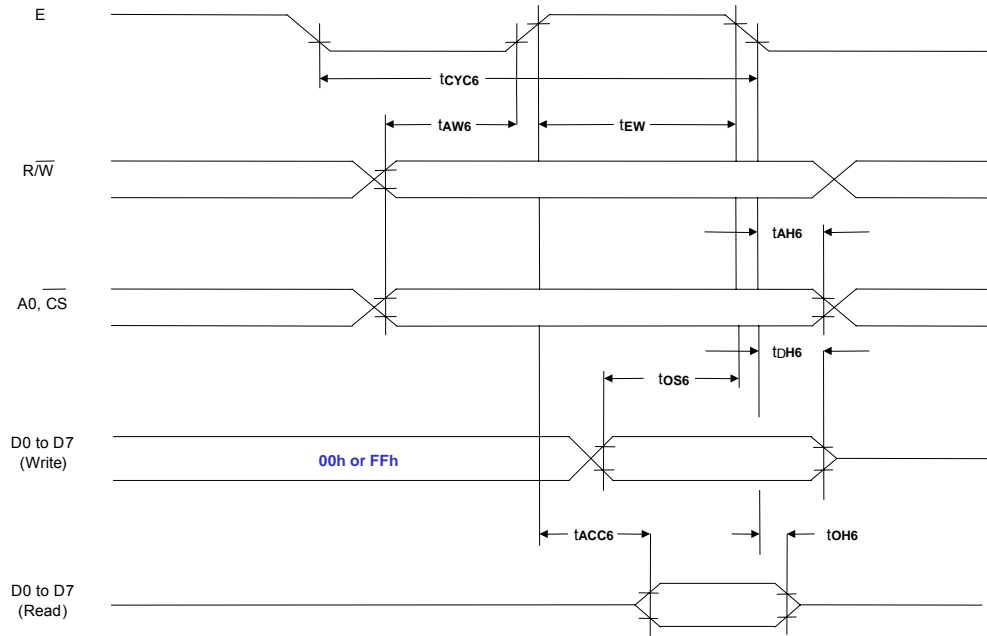 E
tCYC6
tAW6
tEW
R/W
tAH6
A0, CS
tDH6
tOS6
D0 to D7
(Write)
00h or FFh
tACC6
tOH6
D0 to D7
(Read)